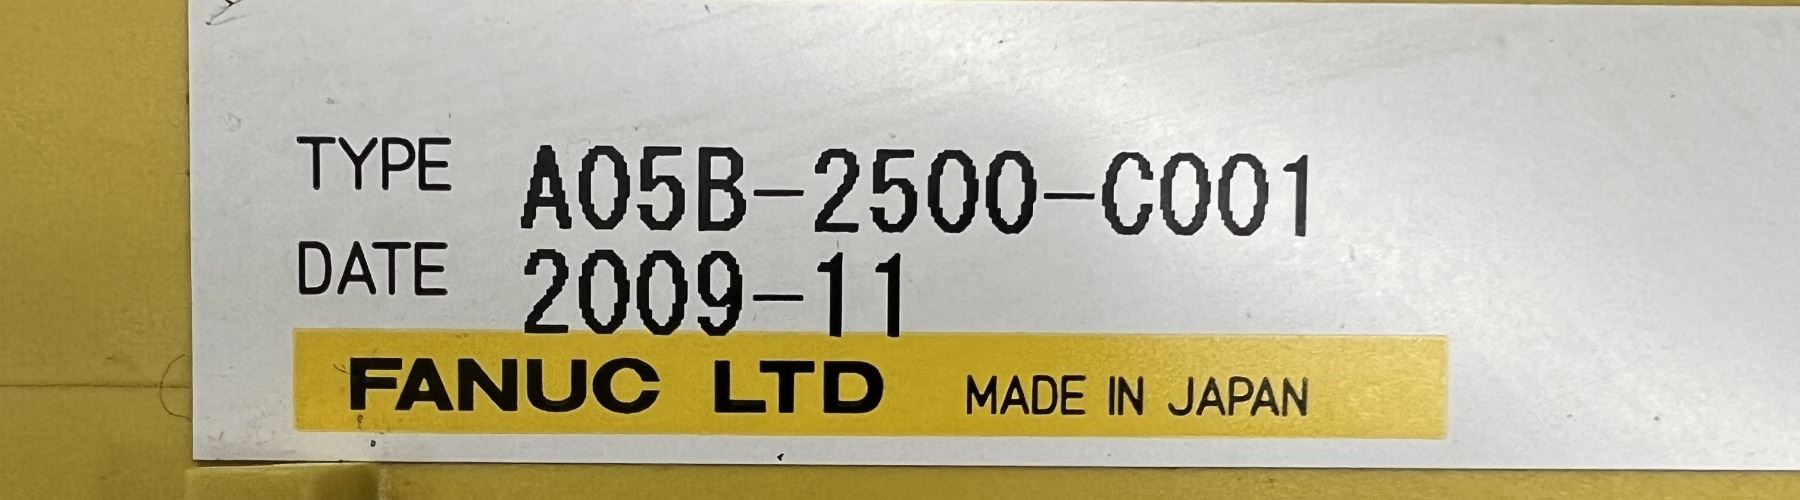 TYPE A05B-2500-C001
DATE 2009-11
FANUC LTD MADE IN JAPAN